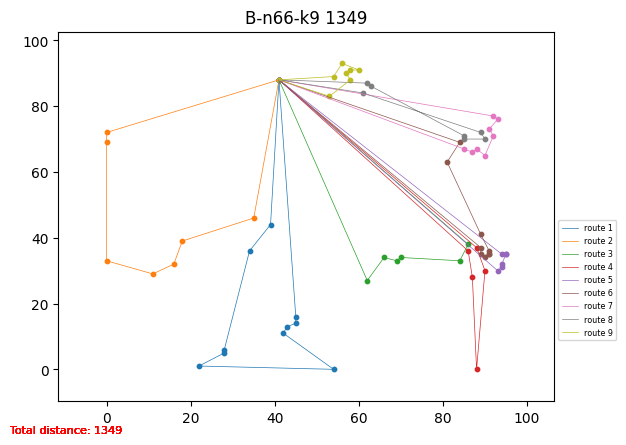 B-n66-k9 1349
100
80
60
40
20
0
0 20 40 60 80 100
route 1
route 2
route 3
route 4
route 5
route 6
route 7
route 8
route 9
Total distance: 1349